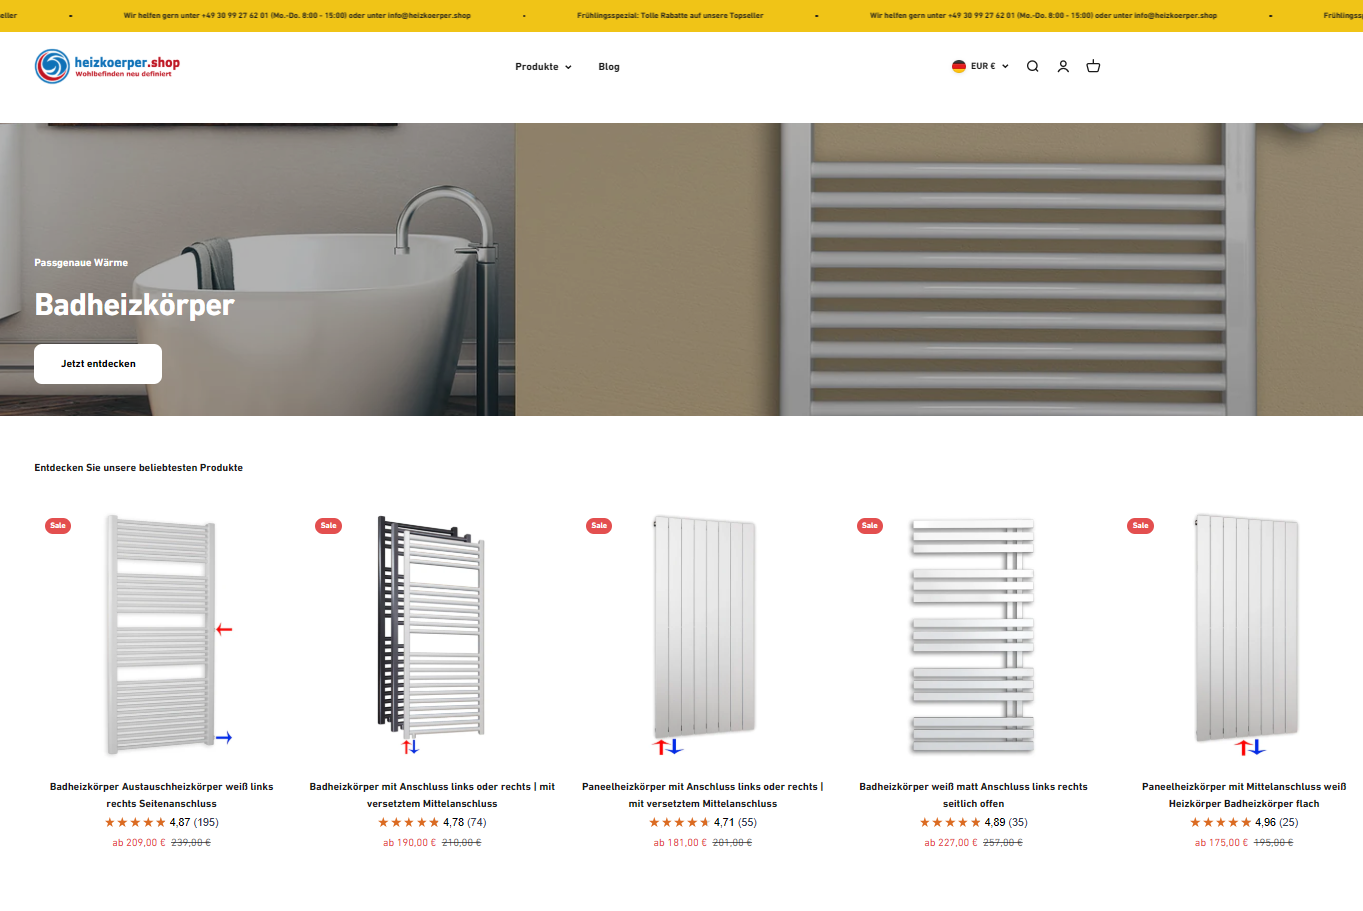 eller • Wir helfen gern unter +49 30 99 27 62 01 (Mo.-Do. 8:00 - 15:00) oder unter info@heizkoerper.shop • Frühlingsspezial: Tolle Rabatte auf unsere Topseller • Wir helfen gern unter +49 30 99 27 62 01 (Mo.-Do. 8:00 - 15:00) oder unter info@heizkoerper.shop • Frühlingss
heizkoerper.shop
Wohlbefinden neu definiert
Produkte Blog EUR €
Passgenaue Wärme
Badheizkörper
Jetzt entdecken
Entdecken Sie unsere beliebtesten Produkte
Sale Sale Sale Sale Sale
Badheizkörper Austauschheizkörper weiß links
rechts Seitenanschluss
4,87 (195)
ab 209,00 € 239,00 €
Badheizkörper mit Anschluss links oder rechts | mit
versetztem Mittelanschluss
4,78 (74)
ab 190,00 € 210,00 €
Paneelheizkörper mit Anschluss links oder rechts |
mit versetztem Mittelanschluss
4,71 (55)
ab 181,00 € 201,00 €
Badheizkörper weiß matt Anschluss links rechts
seitlich offen
4,89 (35)
ab 227,00 € 257,00 €
Paneelheizkörper mit Mittelanschluss weiß
Heizkörper Badheizkörper flach
4,96 (25)
ab 175,00 € 195,00 €